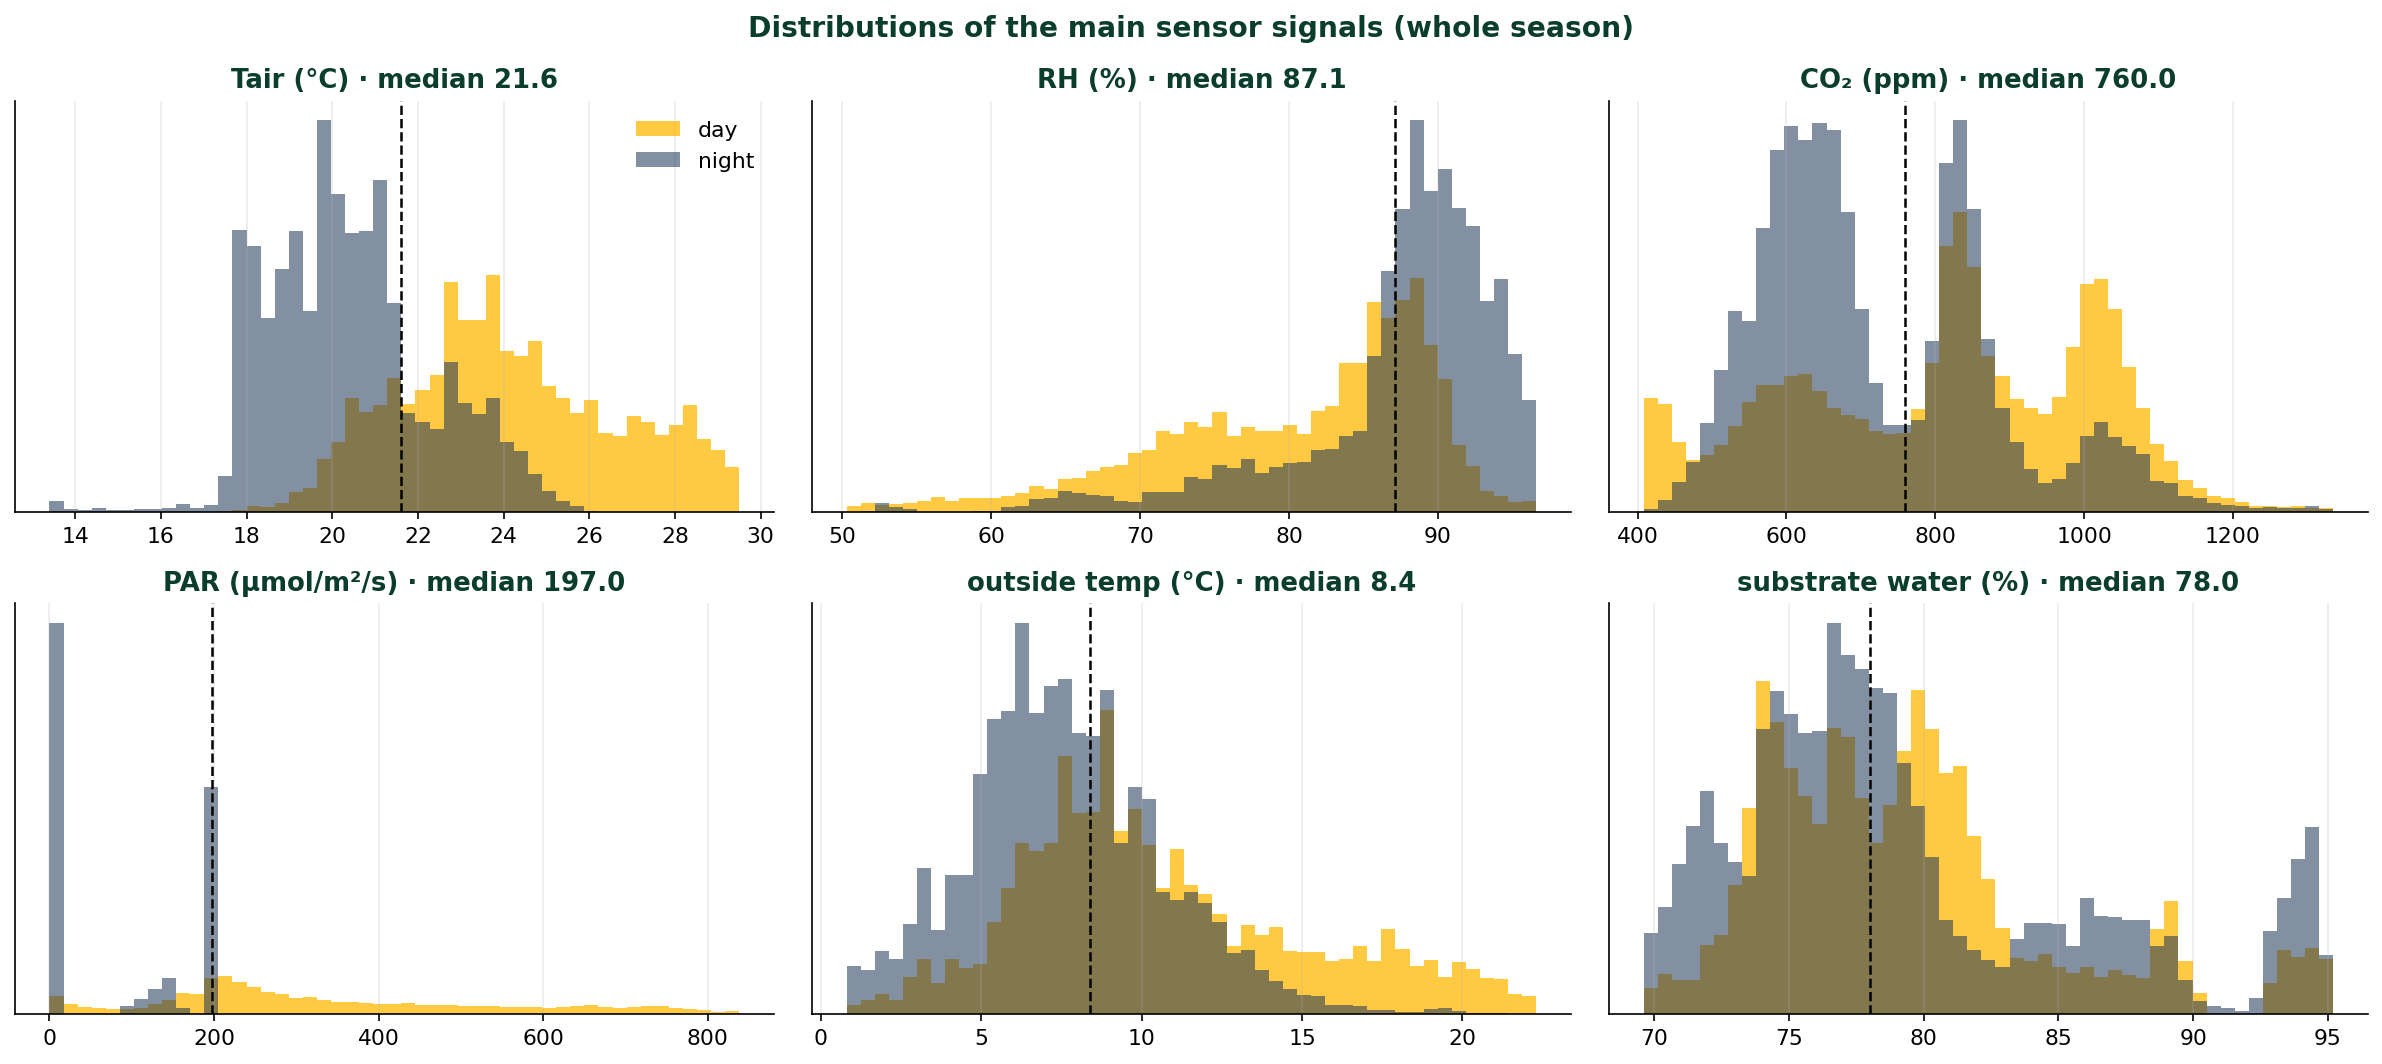 Distributions of the main sensor signals (whole season)
Tair (°C) · median 21.6
RH (%) · median 87.1
CO₂ (ppm) · median 760.0
day
night
14 16 18 20 22 24 26 28 30
50 60 70 80 90
400 600 800 1000 1200
PAR (µmol/m²/s) · median 197.0
outside temp (°C) · median 8.4
substrate water (%) · median 78.0
0 200 400 600 800
0 5 10 15 20
70 75 80 85 90 95